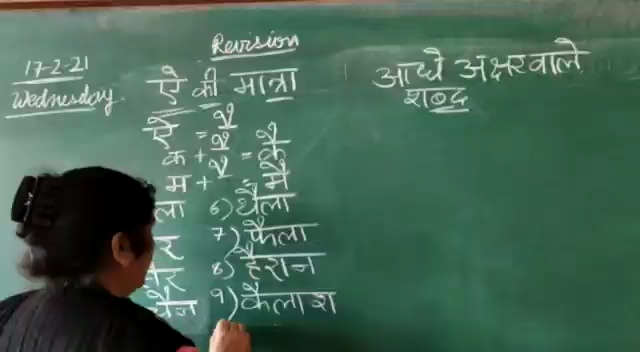 Revision
17-2-21
Wednesday
ऐ की मात्रा
ऐ = ै
क + ै = कै
म + ै = मै
ला 6) थैला
र 7) फैला
र 8) हैरान
चैन 9) कैलाश
आधे अक्षरवाले
शब्द